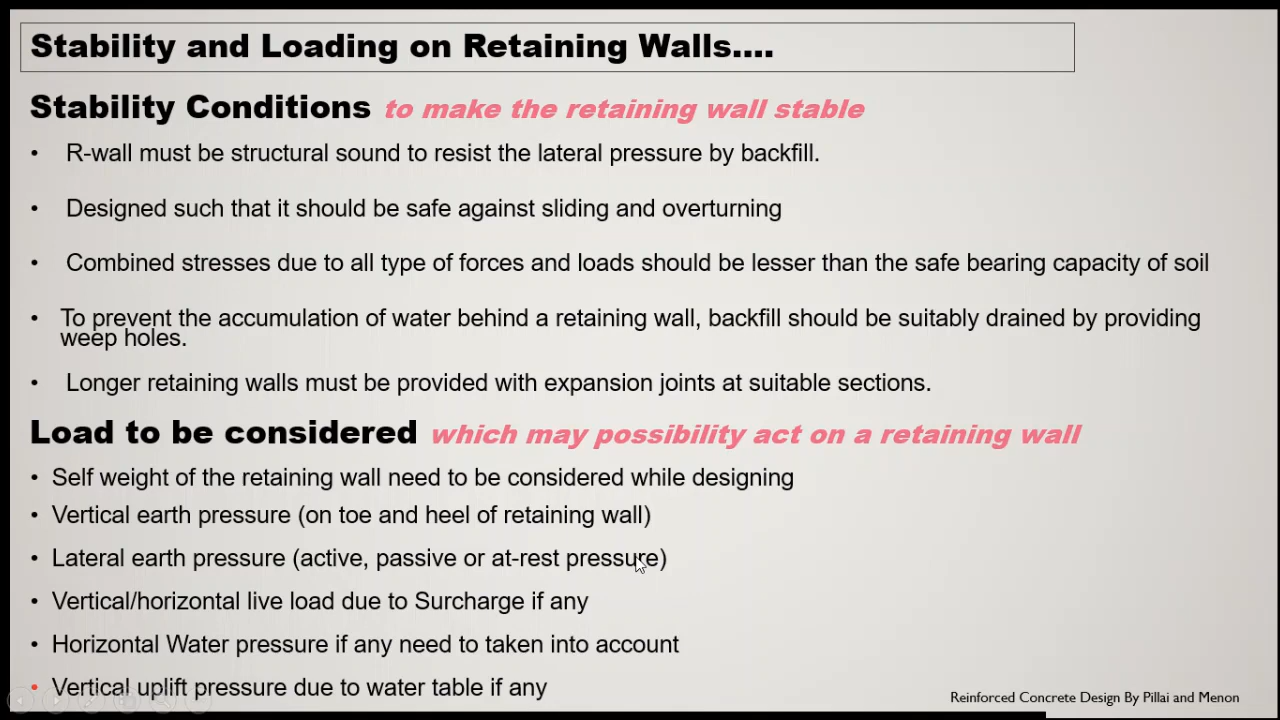 Stability and Loading on Retaining Walls....
Stability Conditions to make the retaining wall stable
• R-wall must be structural sound to resist the lateral pressure by backfill.
• Designed such that it should be safe against sliding and overturning
• Combined stresses due to all type of forces and loads should be lesser than the safe bearing capacity of soil
• To prevent the accumulation of water behind a retaining wall, backfill should be suitably drained by providing
weep holes.
• Longer retaining walls must be provided with expansion joints at suitable sections.
Load to be considered which may possibility act on a retaining wall
• Self weight of the retaining wall need to be considered while designing
• Vertical earth pressure (on toe and heel of retaining wall)
• Lateral earth pressure (active, passive or at-rest pressure)
• Vertical/horizontal live load due to Surcharge if any
• Horizontal Water pressure if any need to taken into account
• Vertical uplift pressure due to water table if any
Reinforced Concrete Design By Pillai and Menon